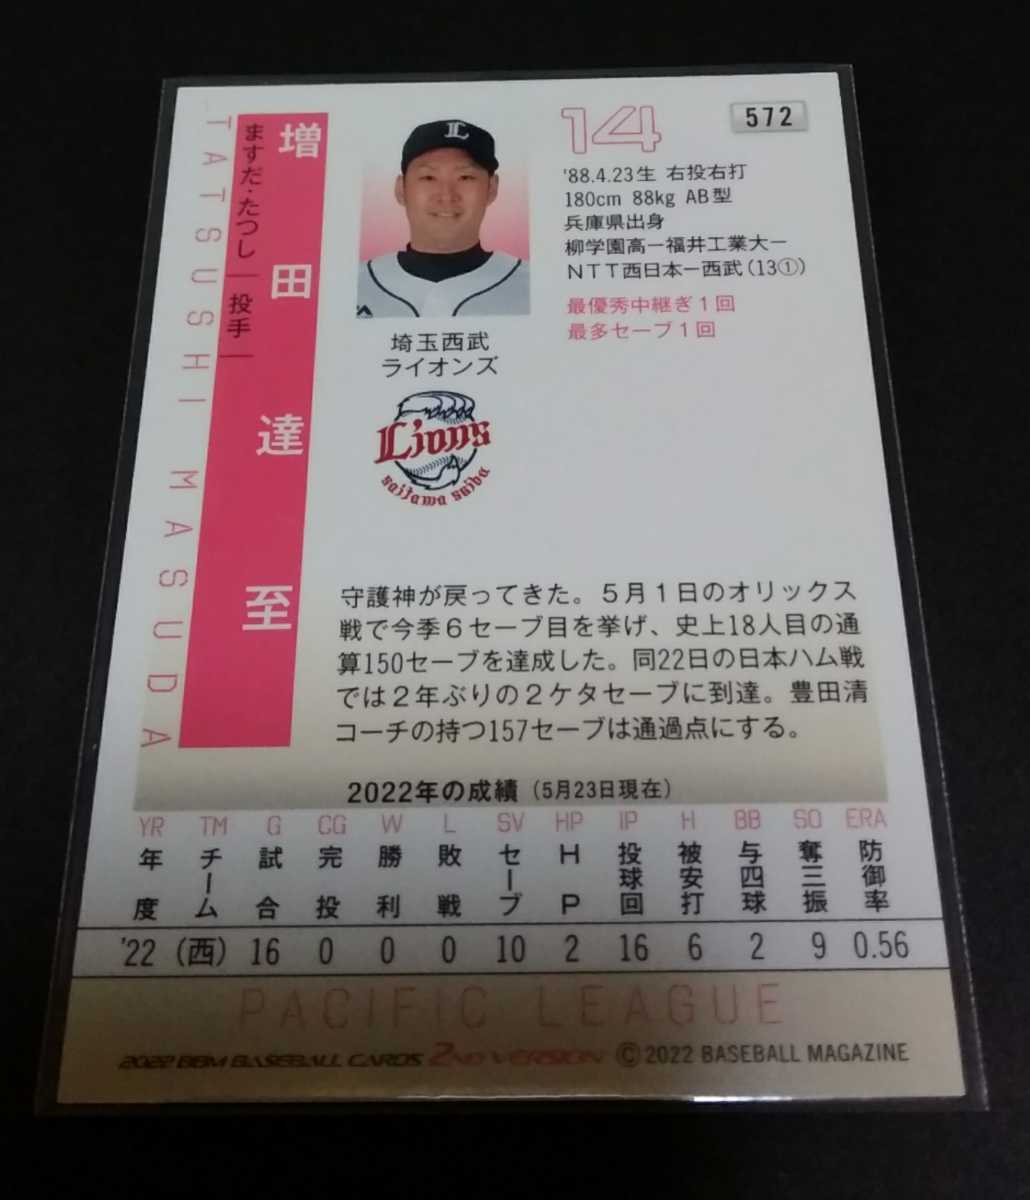 572
14
'88.4.23生 右投右打
180cm 88kg AB型
兵庫県出身
柳学園高ー福井工業大ー
NTT西日本ー西武(13①)
最優秀中継ぎ1回
最多セーブ1回
増田達至
ますだ・たつし 投手
TATSUSHI MASUDA
L
埼玉西武
ライオンズ
Lions
saitama seibu
守護神が戻ってきた。5月1日のオリックス
戦で今季6セーブ目を挙げ、史上18人目の通
算150セーブを達成した。同22日の日本ハム戦
では2年ぶりの2ケタセーブに到達。豊田清
コーチの持つ157セーブは通過点にする。
2022年の成績(5月23日現在)
YR TM G CG W L SV HP IP H BB SO ERA
年度 チーム 試合 完投 勝利 敗戦 セーブ HP 投球回 被安打 与四球 奪三振 防御率
'22 (西) 16 0 0 0 10 2 16 6 2 9 0.56
PACIFIC LEAGUE
2022 BBM BASEBALL CARDS 2ND VERSION © 2022 BASEBALL MAGAZINE